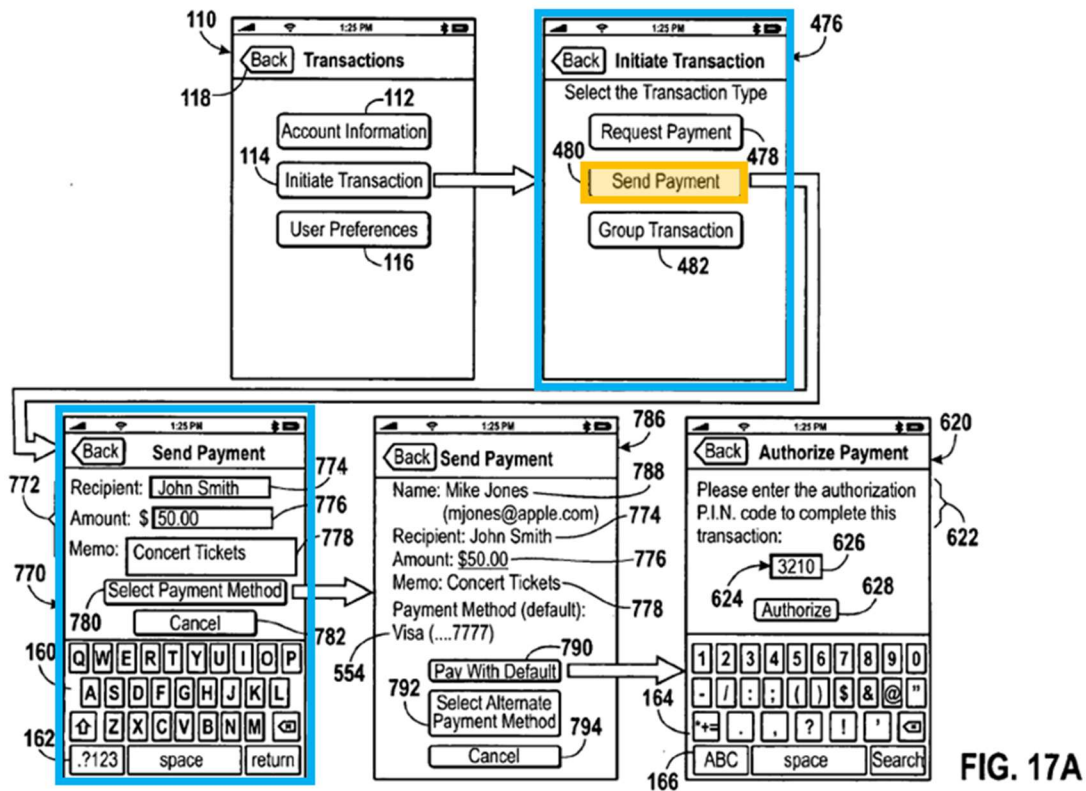 110
1:25 PM
Back Transactions
118
112
Account Information
114
Initiate Transaction
User Preferences
116
1:25 PM
476
Back Initiate Transaction
Select the Transaction Type
Request Payment
480
478
Send Payment
Group Transaction
482
1:25 PM
Back Send Payment
774
772
Recipient: John Smith
776
Amount: $ 50.00
778
Memo: Concert Tickets
770
Select Payment Method
780
Cancel
782
160
Q W E R T Y U I O P
A S D F G H J K L
Z X C V B N M
162
.?123 space return
1:25 PM
786
Back Send Payment
788
Name: Mike Jones
(mjones@apple.com)
774
Recipient: John Smith
776
Amount: $50.00
Memo: Concert Tickets
778
Payment Method (default):
Visa (....7777)
554
790
Pay With Default
792
Select Alternate
Payment Method
794
Cancel
1:25 PM
620
Back Authorize Payment
Please enter the authorization
P.I.N. code to complete this
transaction:
622
626
3210
624
628
Authorize
1 2 3 4 5 6 7 8 9 0
- / : ; ( ) $ & @ "
164
*+= . , ? ! '
ABC space Search
166
FIG. 17A